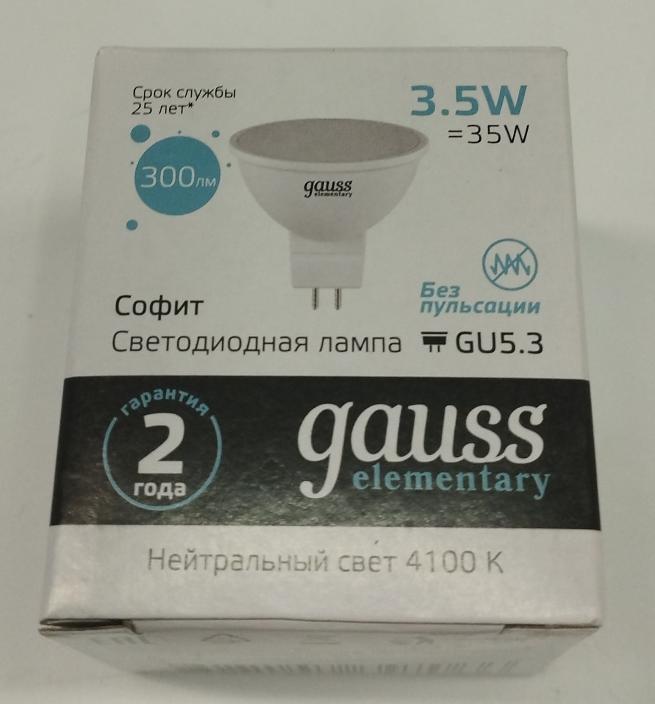 Срок службы
25 лет*
3.5W
=35W
300лм
gauss
elementary
Без
пульсации
Софит
Светодиодная лампа
GU5.3
гарантия
2
года
gauss
elementary
Нейтральный свет 4100 K
EAC